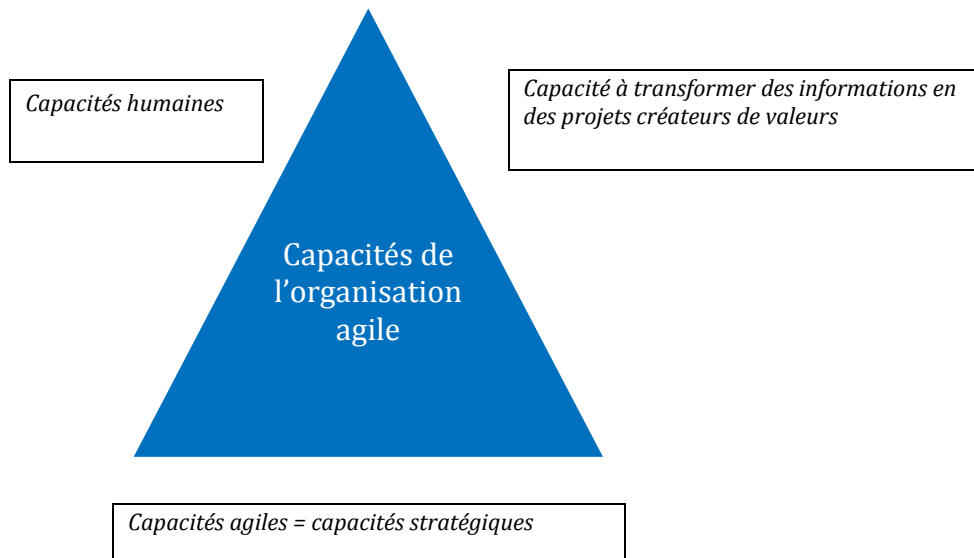 Capacités humaines
Capacité à transformer des informations en
des projets créateurs de valeurs
Capacités de
l’organisation
agile
Capacités agiles = capacités stratégiques